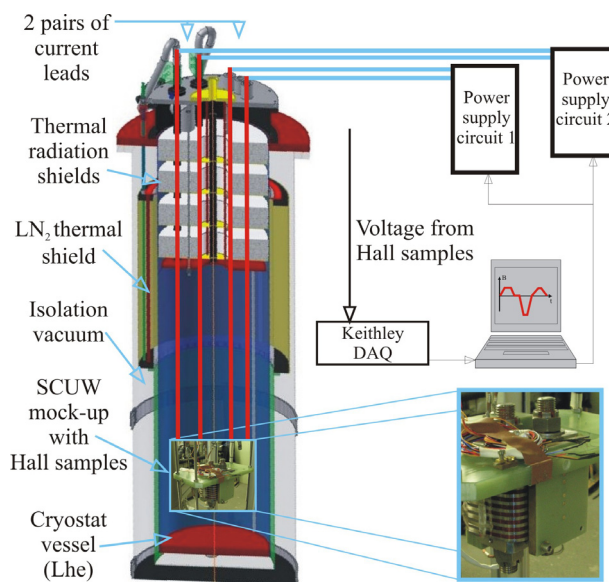 2 pairs of
current
leads
Thermal
radiation
shields
LN2 thermal
shield
Isolation
vacuum
SCUW
mock-up
with
Hall samples
Cryostat
vessel
(Lhe)
Power
supply
circuit 1
Power
supply
circuit 2
Voltage from
Hall samples
Keithley
DAQ
B
t